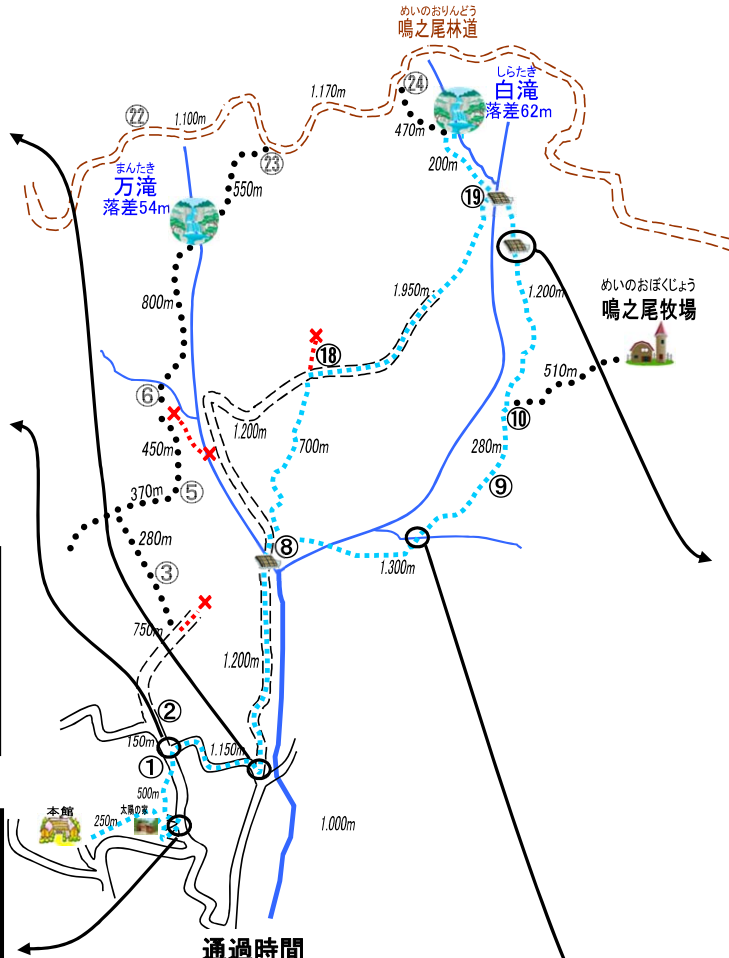 めいのおりんどう
鳴之尾林道
しらたき
白滝
落差62m
㉔
1.170m
㉒
1.100m
470m
㉓
200m
まんたき
万滝
落差54m
550m
⑲
めいのおぼくじょう
鳴之尾牧場
800m
1.950m
1.200m
⑱
510m
⑥
⑩
1.200m
450m
700m
280m
370m
⑤
⑨
280m
⑧
③
1.300m
750m
1.200m
②
150m
1.150m
①
500m
本館
太陽の家
250m
1.000m
通過時間